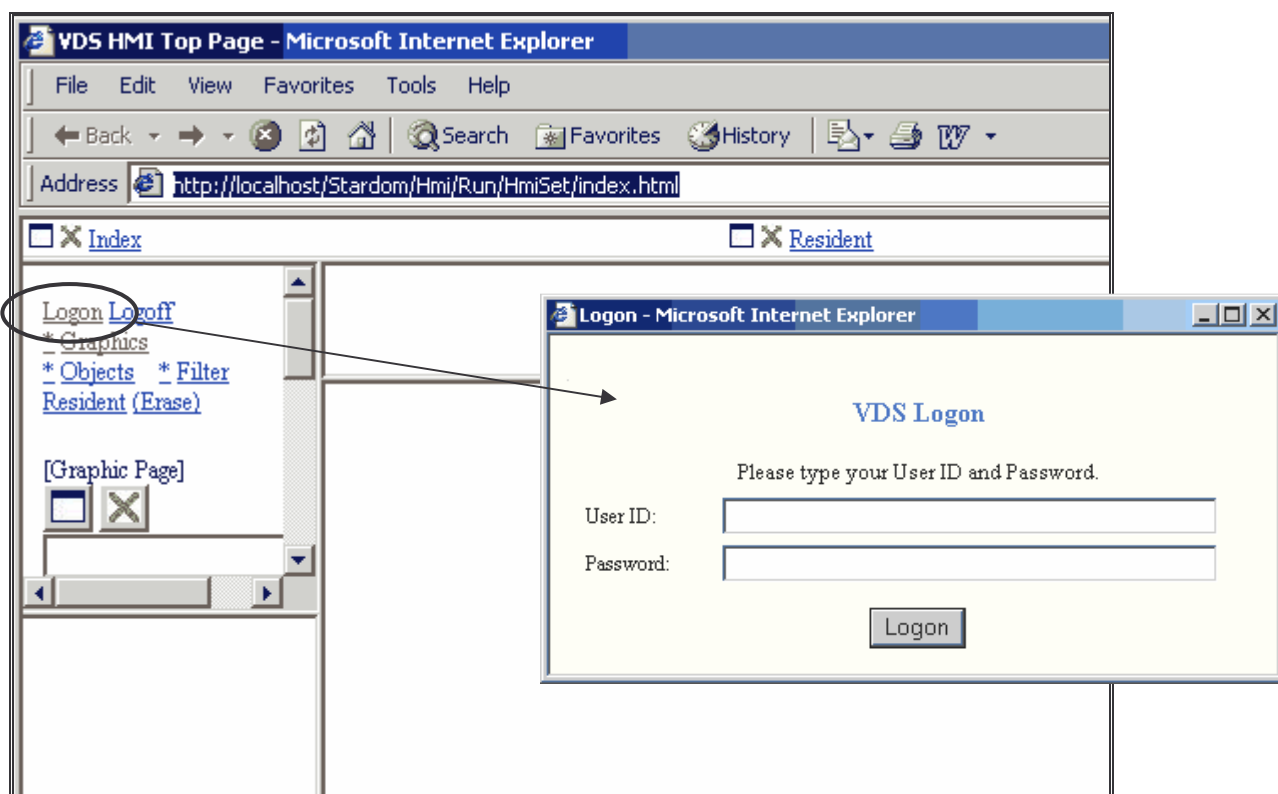 VDS HMI Top Page - Microsoft Internet Explorer
File Edit View Favorites Tools Help
Back Search Favorites History
Address http://localhost/Stardom/Hmi/Run/HmiSet/index.html
Index Resident
Logon Logoff
* Graphics
* Objects * Filter
Resident (Erase)
[Graphic Page]
Logon - Microsoft Internet Explorer
VDS Logon
Please type your User ID and Password.
User ID:
Password:
Logon